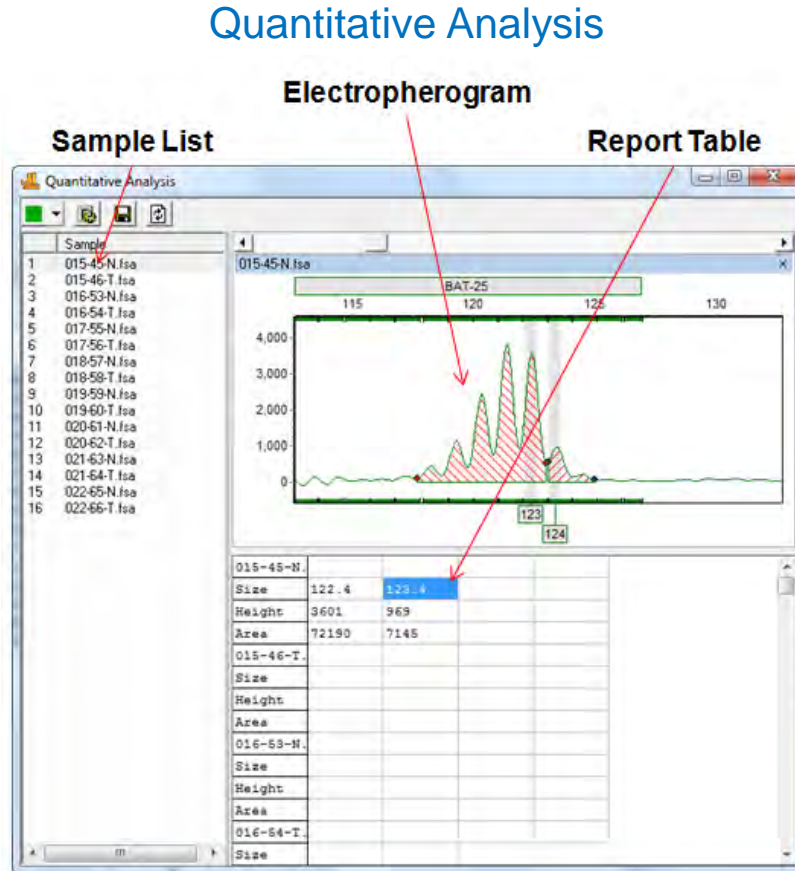 Quantitative Analysis
Electropherogram
Sample List
Report Table
Quantitative Analysis
Sample
1 015-45-N.fsa
2 015-46-T.fsa
3 016-53-N.fsa
4 016-54-T.fsa
5 017-55-N.fsa
6 017-56-T.fsa
7 018-57-N.fsa
8 018-58-T.fsa
9 019-59-N.fsa
10 019-60-T.fsa
11 020-61-N.fsa
12 020-62-T.fsa
13 021-63-N.fsa
14 021-64-T.fsa
15 022-65-N.fsa
16 022-66-T.fsa
015-45-N.fsa
BAT-25
115 120 125 130
4,000
3,000
2,000
1,000
0
123
124
015-45-N.
Size 122.4 123.4
Height 3601 969
Area 72190 7145
015-46-T.
Size
Height
Area
016-53-N.
Size
Height
Area
016-54-T.
Size